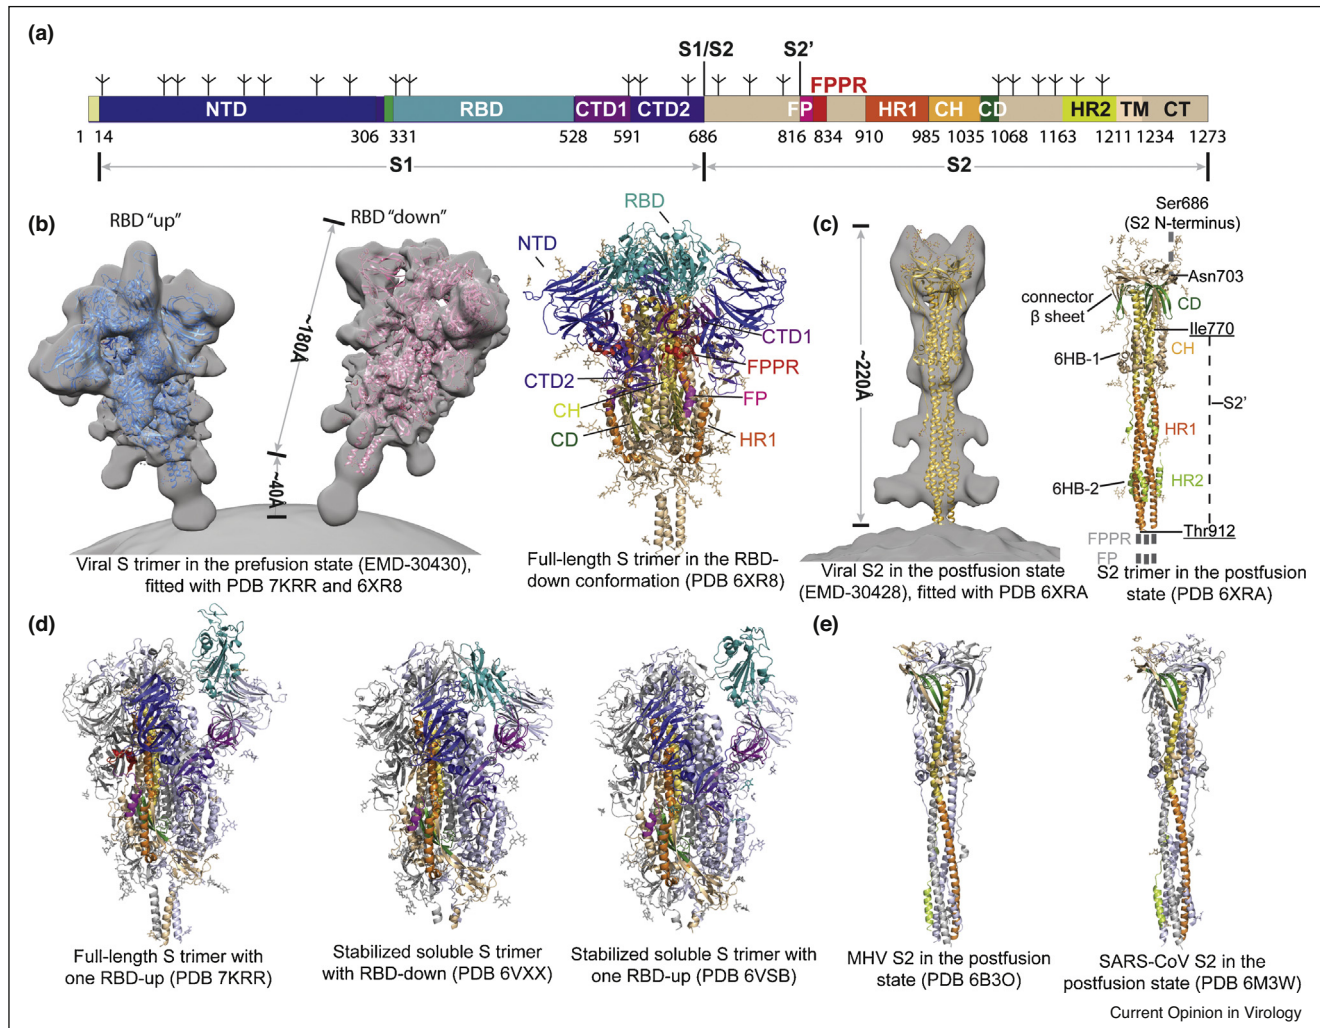 (a)
S1/S2
S2’
FPPR
NTD
RBD
CTD1
CTD2
FP
HR1
CH
CD
HR2
TM
CT
1 14 306 331 528 591 686 816 834 910 985 1035 1068 1163 1211 1234 1273
S1
S2
(b)
RBD “up”
RBD “down”
~180Å
~40Å
Viral S trimer in the prefusion state (EMD-30430),
fitted with PDB 7KRR and 6XR8
RBD
NTD
CTD1
FPPR
CTD2
FP
CH
CD
HR1
Full-length S trimer in the RBD-
down conformation (PDB 6XR8)
(c)
~220Å
Viral S2 in the postfusion state
(EMD-30428), fitted with PDB 6XRA
Ser686
(S2 N-terminus)
Asn703
connector
β sheet
CD
Ile770
CH
6HB-1
S2’
HR1
6HB-2
HR2
Thr912
FPPR
FP
S2 trimer in the postfusion
state (PDB 6XRA)
(d)
Full-length S trimer with
one RBD-up (PDB 7KRR)
Stabilized soluble S trimer
with RBD-down (PDB 6VXX)
Stabilized soluble S trimer with
one RBD-up (PDB 6VSB)
(e)
MHV S2 in the postfusion
state (PDB 6B3O)
SARS-CoV S2 in the
postfusion state (PDB 6M3W)
Current Opinion in Virology